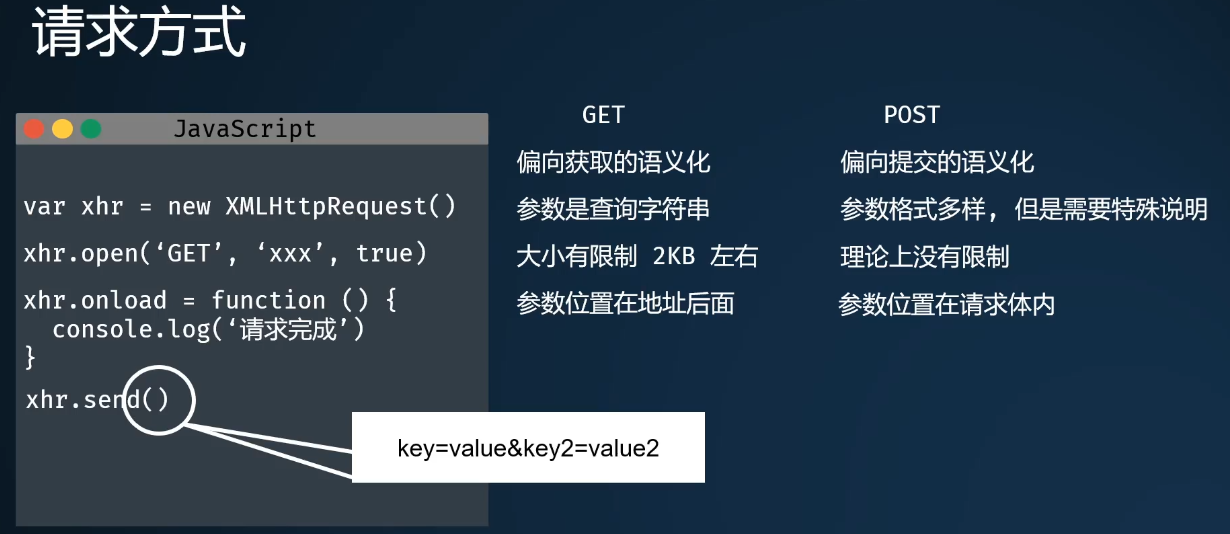 请求方式
JavaScript
var xhr = new XMLHttpRequest()
xhr.open(‘GET’, ‘xxx’, true)
xhr.onload = function () {
console.log(‘请求完成’)
}
xhr.send()
key=value&key2=value2
GET
偏向获取的语义化
参数是查询字符串
大小有限制 2KB 左右
参数位置在地址后面
POST
偏向提交的语义化
参数格式多样, 但是需要特殊说明
理论上没有限制
参数位置在请求体内